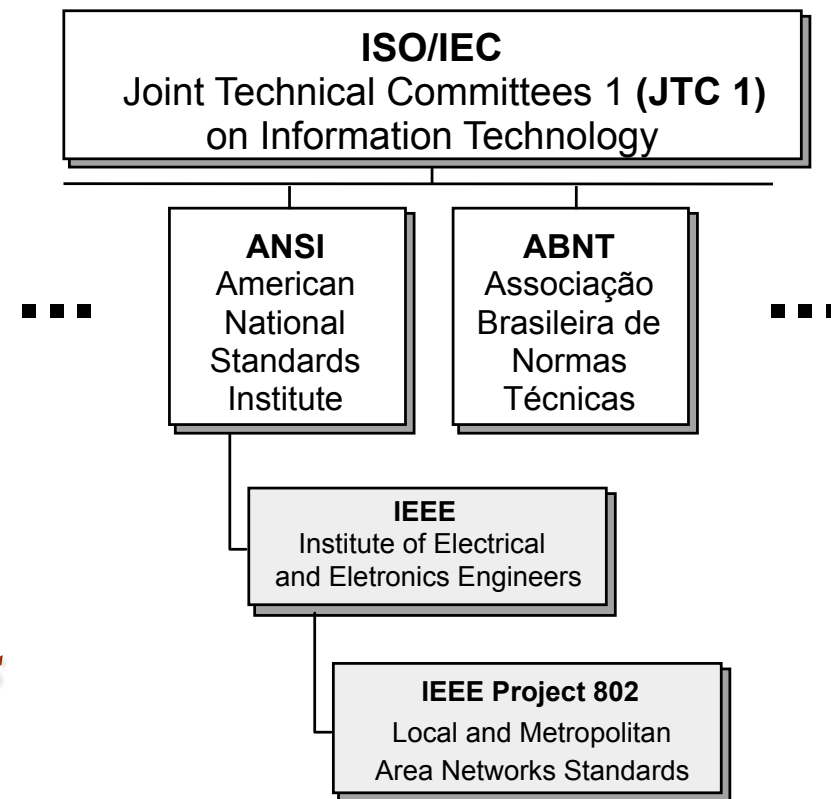 ISO/IEC
Joint Technical Committees 1 (JTC 1)
on Information Technology
ANSI
American
National
Standards
Institute
ABNT
Associação
Brasileira de
Normas
Técnicas
IEEE
Institute of Electrical
and Eletronics Engineers
IEEE Project 802
Local and Metropolitan
Area Networks Standards